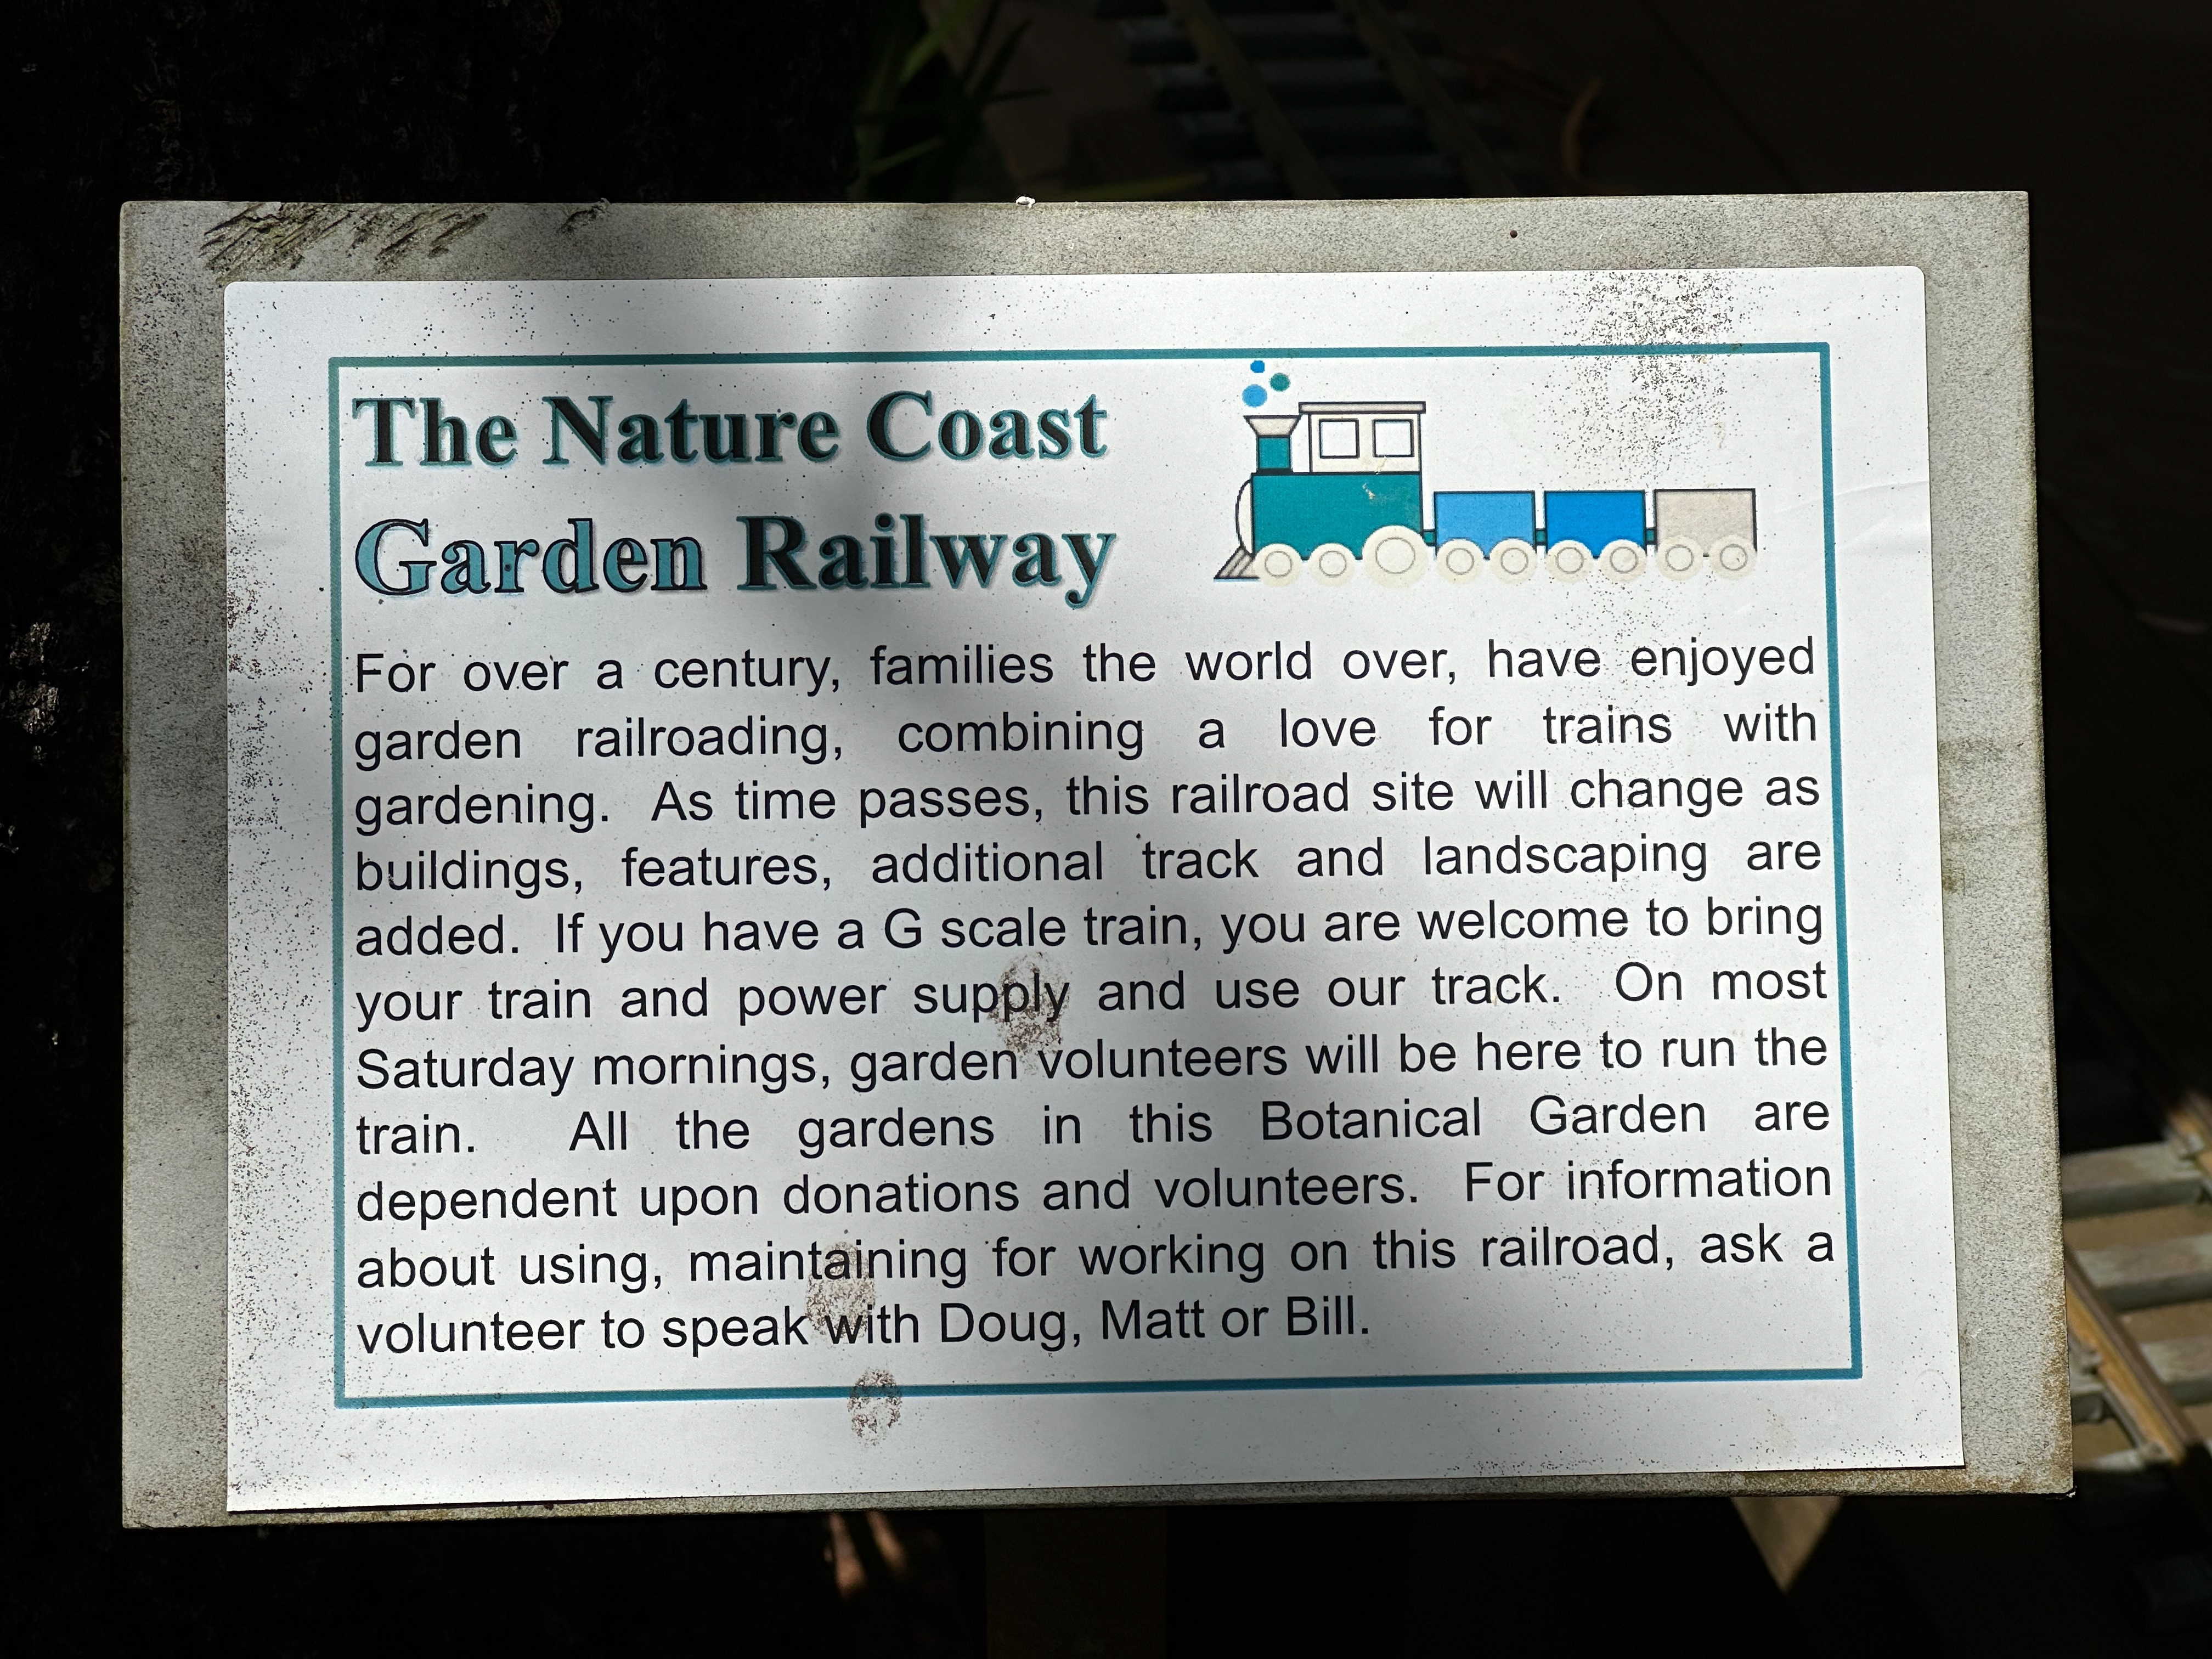 The Nature Coast
Garden Railway
For over a century, families the world over, have enjoyed
garden railroading, combining a love for trains with
gardening. As time passes, this railroad site will change as
buildings, features, additional track and landscaping are
added. If you have a G scale train, you are welcome to bring
your train and power supply and use our track. On most
Saturday mornings, garden volunteers will be here to run the
train. All the gardens in this Botanical Garden are
dependent upon donations and volunteers. For information
about using, maintaining for working on this railroad, ask a
volunteer to speak with Doug, Matt or Bill.